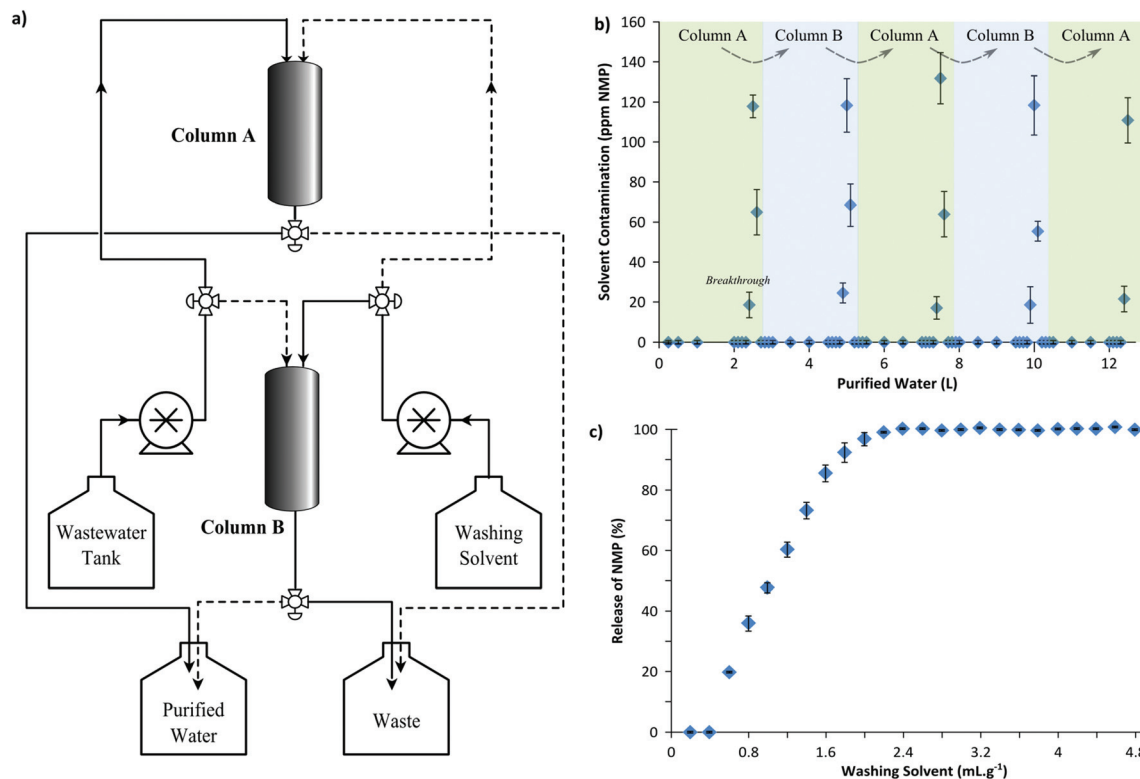 a)
Column A
Column B
Wastewater
Tank
Washing
Solvent
Purified
Water
Waste
b)
Solvent Contamination (ppm NMP)
160
140
120
100
80
60
40
20
0
Column A
Column B
Column A
Column B
Column A
Breakthrough
0
2
4
6
8
10
12
Purified Water (L)
c)
Release of NMP (%)
100
80
60
40
20
0
0
0.8
1.6
2.4
3.2
4
4.8
Washing Solvent (mL.g⁻¹)